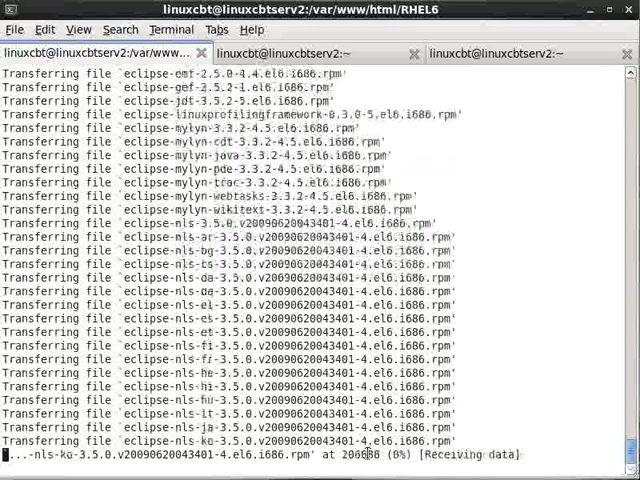 linuxcbt@linuxcbtserv2:/var/www/html/RHEL6
File Edit View Search Terminal Tabs Help
linuxcbt@linuxcbtserv2:/var/www... linuxcbt@linuxcbtserv2:~ linuxcbt@linuxcbtserv2:~
Transferring file `eclipse-emf-2.5.0-4.4.el6.i686.rpm'
Transferring file `eclipse-gef-3.5.2-1.el6.i686.rpm'
Transferring file `eclipse-jdt-3.5.2-5.el6.i686.rpm'
Transferring file `eclipse-linuxprofilingframework-0.3.0-5.el6.i686.rpm'
Transferring file `eclipse-mylyn-3.3.2-4.5.el6.i686.rpm'
Transferring file `eclipse-mylyn-cdt-3.3.2-4.5.el6.i686.rpm'
Transferring file `eclipse-mylyn-java-3.3.2-4.5.el6.i686.rpm'
Transferring file `eclipse-mylyn-pde-3.3.2-4.5.el6.i686.rpm'
Transferring file `eclipse-mylyn-trac-3.3.2-4.5.el6.i686.rpm'
Transferring file `eclipse-mylyn-webtasks-3.3.2-4.5.el6.i686.rpm'
Transferring file `eclipse-mylyn-wikitext-3.3.2-4.5.el6.i686.rpm'
Transferring file `eclipse-nls-3.5.0.v20090620043401-4.el6.i686.rpm'
Transferring file `eclipse-nls-ar-3.5.0.v20090620043401-4.el6.i686.rpm'
Transferring file `eclipse-nls-bg-3.5.0.v20090620043401-4.el6.i686.rpm'
Transferring file `eclipse-nls-cs-3.5.0.v20090620043401-4.el6.i686.rpm'
Transferring file `eclipse-nls-da-3.5.0.v20090620043401-4.el6.i686.rpm'
Transferring file `eclipse-nls-de-3.5.0.v20090620043401-4.el6.i686.rpm'
Transferring file `eclipse-nls-el-3.5.0.v20090620043401-4.el6.i686.rpm'
Transferring file `eclipse-nls-es-3.5.0.v20090620043401-4.el6.i686.rpm'
Transferring file `eclipse-nls-et-3.5.0.v20090620043401-4.el6.i686.rpm'
Transferring file `eclipse-nls-fi-3.5.0.v20090620043401-4.el6.i686.rpm'
Transferring file `eclipse-nls-fr-3.5.0.v20090620043401-4.el6.i686.rpm'
Transferring file `eclipse-nls-he-3.5.0.v20090620043401-4.el6.i686.rpm'
Transferring file `eclipse-nls-hi-3.5.0.v20090620043401-4.el6.i686.rpm'
Transferring file `eclipse-nls-hu-3.5.0.v20090620043401-4.el6.i686.rpm'
Transferring file `eclipse-nls-it-3.5.0.v20090620043401-4.el6.i686.rpm'
Transferring file `eclipse-nls-ja-3.5.0.v20090620043401-4.el6.i686.rpm'
Transferring file `eclipse-nls-ko-3.5.0.v20090620043401-4.el6.i686.rpm'
`...-nls-ko-3.5.0.v20090620043401-4.el6.i686.rpm' at (0%) [Receiving data]